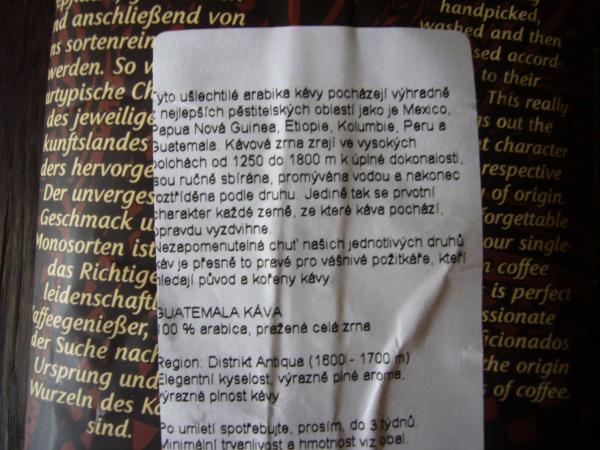 nd anschließend von
ns sortenrein
werden. So w
urtypische Ch
des jeweilige
kunftslandes
ders hervorge
Der unverges
Geschmack u
Monosorten ist
das Richtige
leidenschaft
affeegenießer,
der Suche nach
Ursprung und
Wurzeln des Ka
sind.
yto ušlechtilé arabika kávy pocházejí výhradně
z nejlepších pěstitelských oblastí jako je Mexico,
Papua Nová Guinea, Etiopie, Kolumbie, Peru a
Guatemala. Kávová zrna zrají ve vysokých
polohách od 1250 do 1800 m k úplné dokonalosti,
sou ručně sbírána, promývána vodou a nakonec
roztříděna podle druhu. Jedině tak se prvotní
charakter každé země, ze které káva pochází,
opravdu vyzdvihne.
Nezapomenutelná chuť našich jednotlivých druhů
káv je přesně to pravé pro vášnivé požitkáře, kteří
hledají původ a kořeny kávy.
GUATEMALA KÁVA
100 % arabica, pražená celá zrna
Region: Distrikt Antiqua (1600 - 1700 m)
Elegantní kyselost, výrazně plné aroma,
výrazná plnost kávy.
Po umletí spotřebujte, prosím, do 3 týdnů.
Minimální trvanlivost a hmotnost viz obal.
handpicked,
washed and then
sed accord-
to their
This really
gs out the
t character
respective
of origin.
forgettable
our single-
n coffee
is perfect
ssionate
ficionados
the origin
s of coffee.